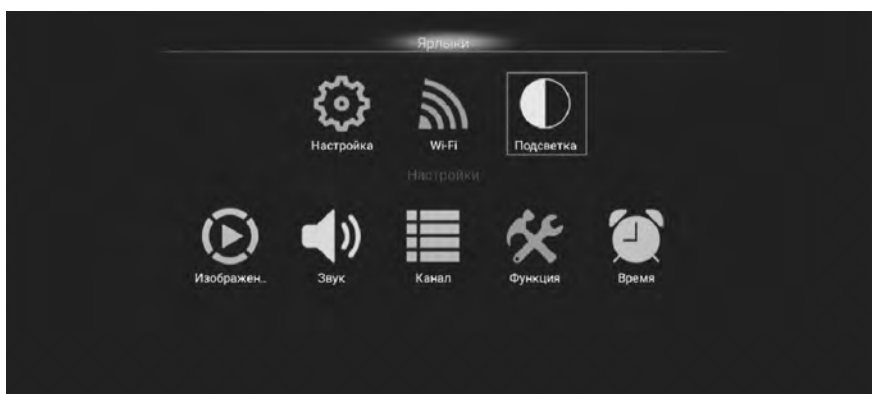 Ярлыки
Настройка Wi-Fi Подсветка
Настройки
Изображен.. Звук Канал Функция Время